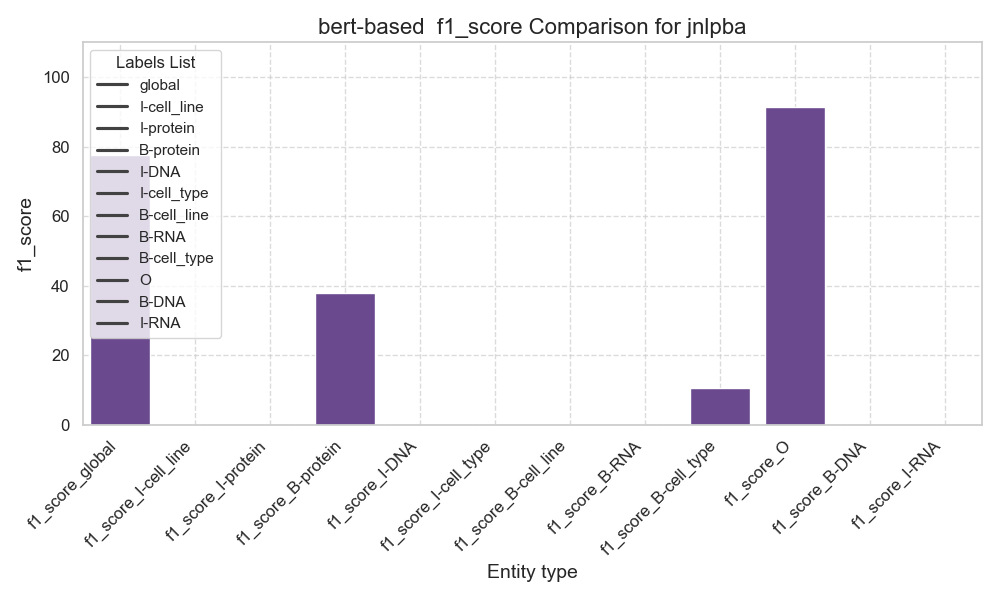 bert-based  f1_score Comparison for jnlpba
Labels List
global
I-cell_line
I-protein
B-protein
I-DNA
I-cell_type
B-cell_line
B-RNA
B-cell_type
O
B-DNA
I-RNA
f1_score
100
80
60
40
20
0
f1_score_global
f1_score_I-cell_line
f1_score_I-protein
f1_score_B-protein
f1_score_I-DNA
f1_score_I-cell_type
f1_score_B-cell_line
f1_score_B-RNA
f1_score_B-cell_type
f1_score_O
f1_score_B-DNA
f1_score_I-RNA
Entity type